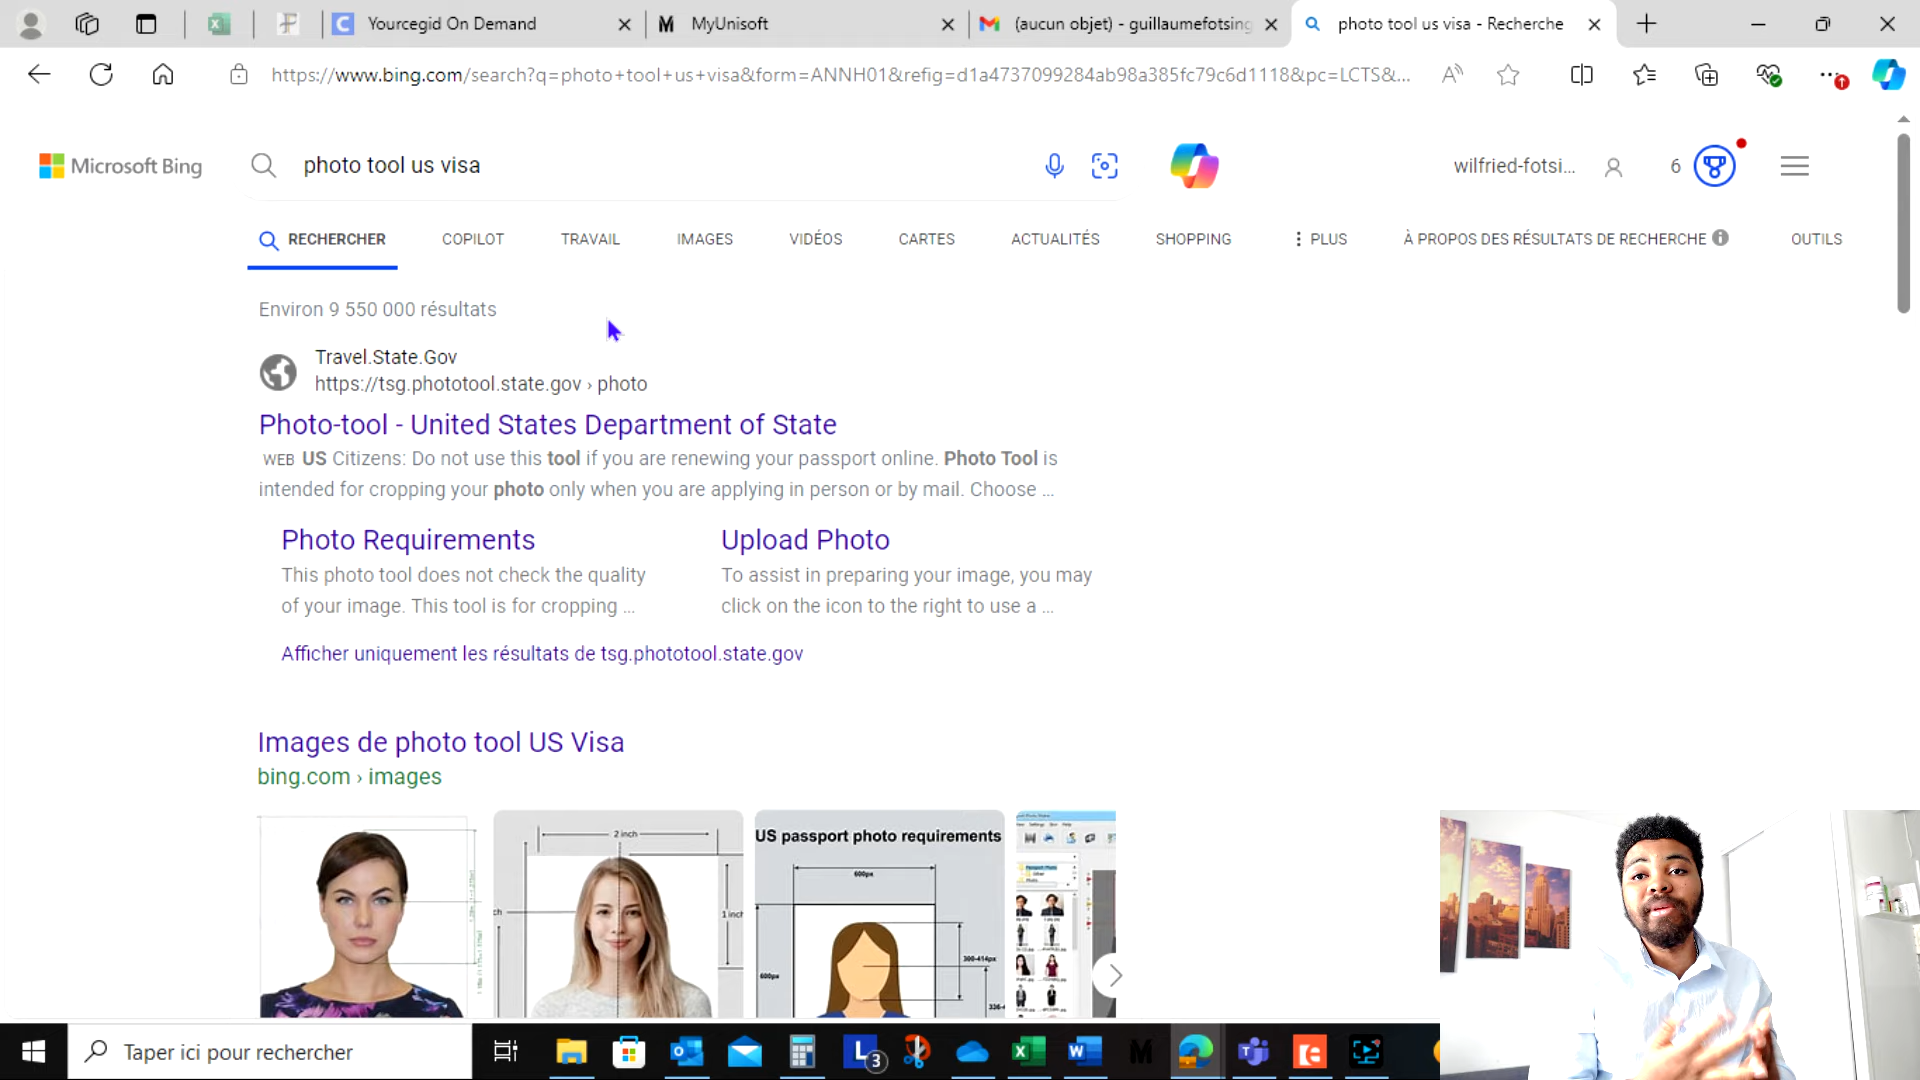 Yourcegid On Demand
MyUnisoft
(aucun objet) - guillaumefotsing
photo tool us visa - Recherche
https://www.bing.com/search?q=photo+tool+us+visa&form=ANNH01&refig=d1a4737099284ab98a385fc79c6d1118&pc=LCTS&...
Microsoft Bing
photo tool us visa
wilfried-fotsi...
6
RECHERCHER
COPILOT
TRAVAIL
IMAGES
VIDÉOS
CARTES
ACTUALITÉS
SHOPPING
PLUS
À PROPOS DES RÉSULTATS DE RECHERCHE
OUTILS
Environ 9 550 000 résultats
Travel.State.Gov
https://tsg.phototool.state.gov › photo
Photo-tool - United States Department of State
WEB US Citizens: Do not use this tool if you are renewing your passport online. Photo Tool is
intended for cropping your photo only when you are applying in person or by mail. Choose ...
Photo Requirements
This photo tool does not check the quality
of your image. This tool is for cropping ...
Upload Photo
To assist in preparing your image, you may
click on the icon to the right to use a ...
Afficher uniquement les résultats de tsg.phototool.state.gov
Images de photo tool US Visa
bing.com › images
2 inch
1 inch
US passport photo requirements
600px
600px
300-414px
Taper ici pour rechercher
3